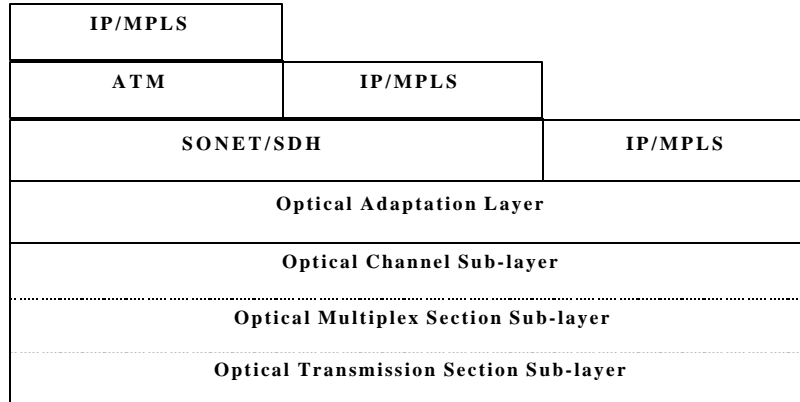 IP/MPLS
ATM IP/MPLS
SONET/SDH IP/MPLS
Optical Adaptation Layer
Optical Channel Sub-layer
Optical Multiplex Section Sub-layer
Optical Transmission Section Sub-layer